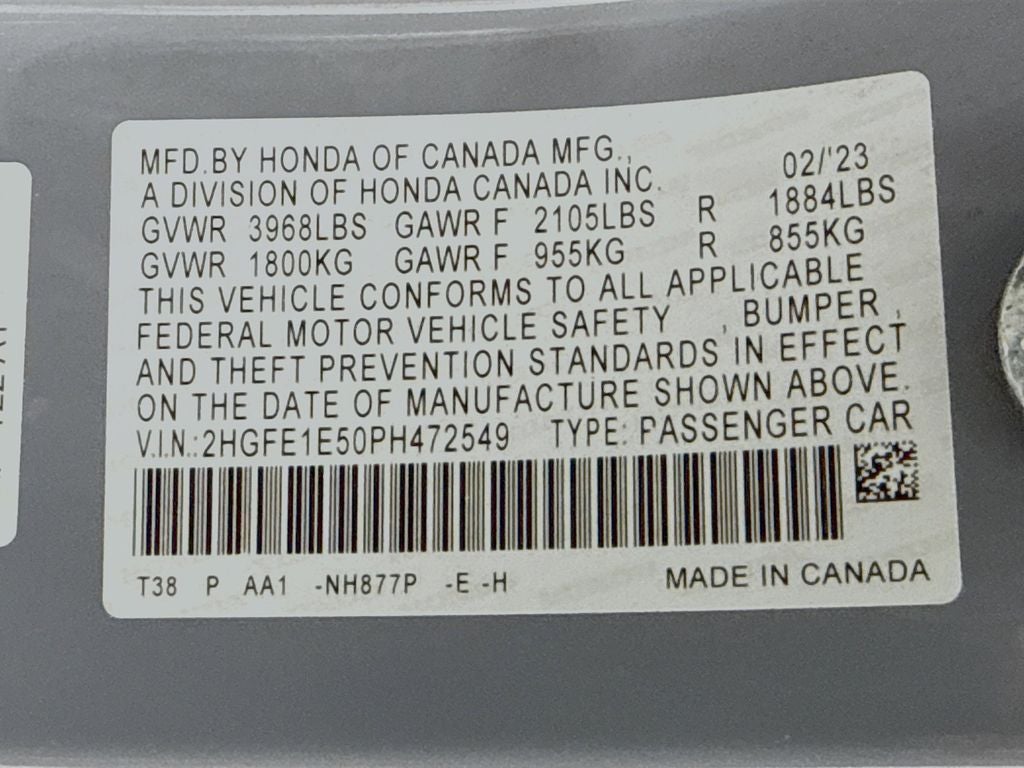 MFD.BY HONDA OF CANADA MFG.,
A DIVISION OF HONDA CANADA INC. 02/'23
GVWR 3968LBS GAWR F 2105LBS R 1884LBS
GVWR 1800KG GAWR F 955KG R 855KG
THIS VEHICLE CONFORMS TO ALL APPLICABLE
FEDERAL MOTOR VEHICLE SAFETY , BUMPER ,
AND THEFT PREVENTION STANDARDS IN EFFECT
ON THE DATE OF MANUFACTURE SHOWN ABOVE.
V.I.N.:2HGFE1E50PH472549 TYPE: PASSENGER CAR
T38 P AA1 -NH877P -E -H MADE IN CANADA